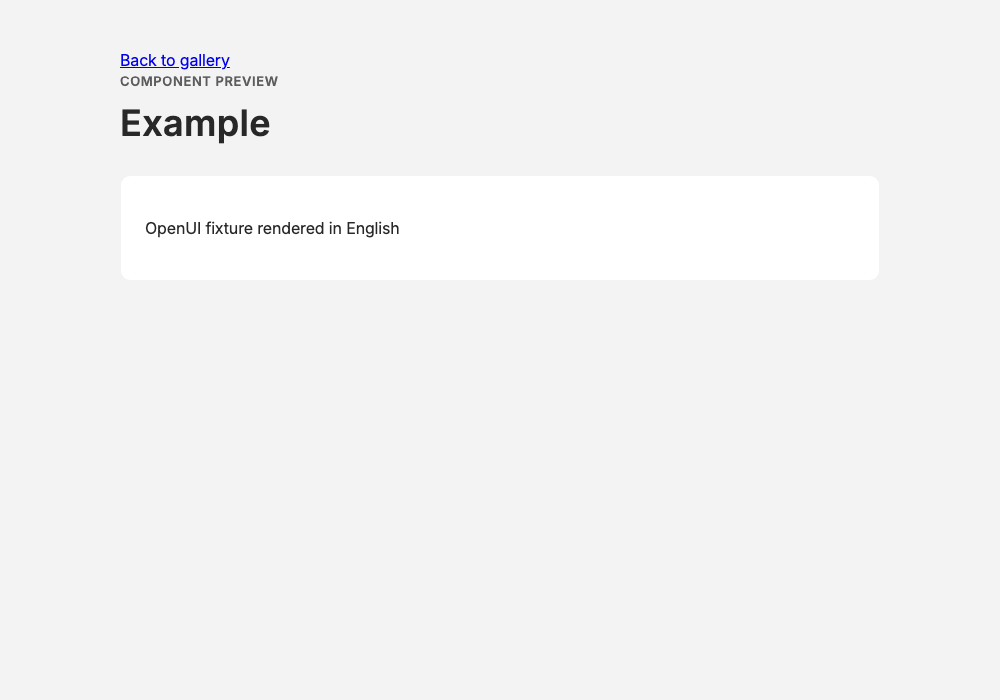 Back to gallery
COMPONENT PREVIEW
Example
OpenUI fixture rendered in English